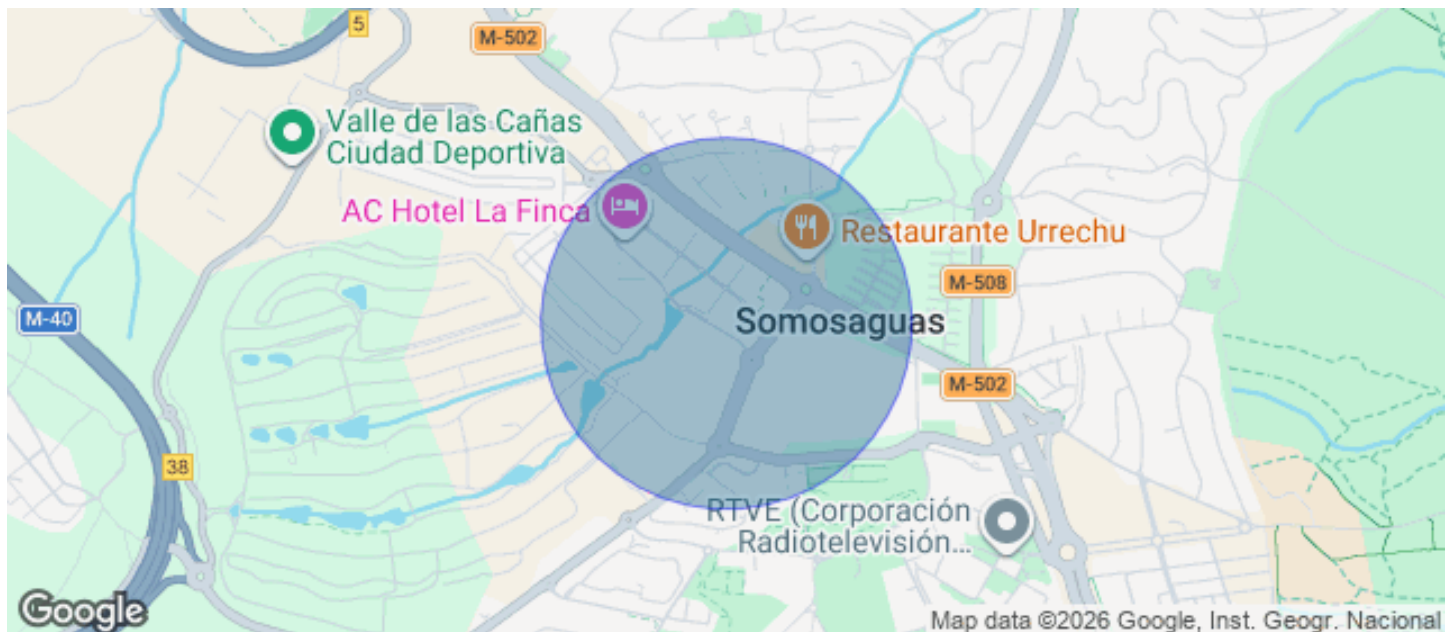 5
M-502
Valle de las Cañas
Ciudad Deportiva
AC Hotel La Finca
Restaurante Urrechu
M-508
M-40
Somosaguas
M-502
38
RTVE (Corporación
Radiotelevisión...
Google
Map data ©2026 Google, Inst. Geogr. Nacional